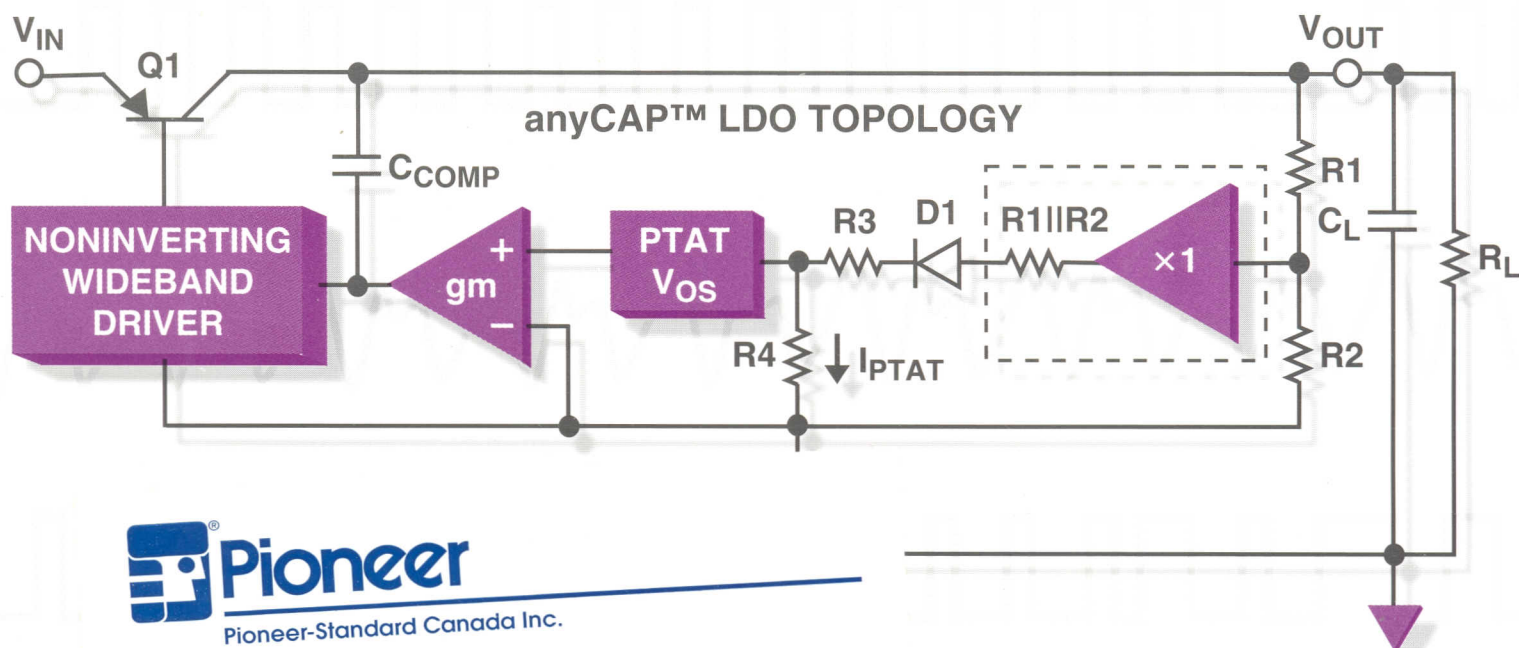 VIN
Q1
VOUT
anyCAP™ LDO TOPOLOGY
CCOMP
R1
NONINVERTING
WIDEBAND
DRIVER
gm
+
−
PTAT
VOS
R3
D1
R1||R2
×1
CL
RL
R4
IPTAT
R2
®
Pioneer
Pioneer-Standard Canada Inc.